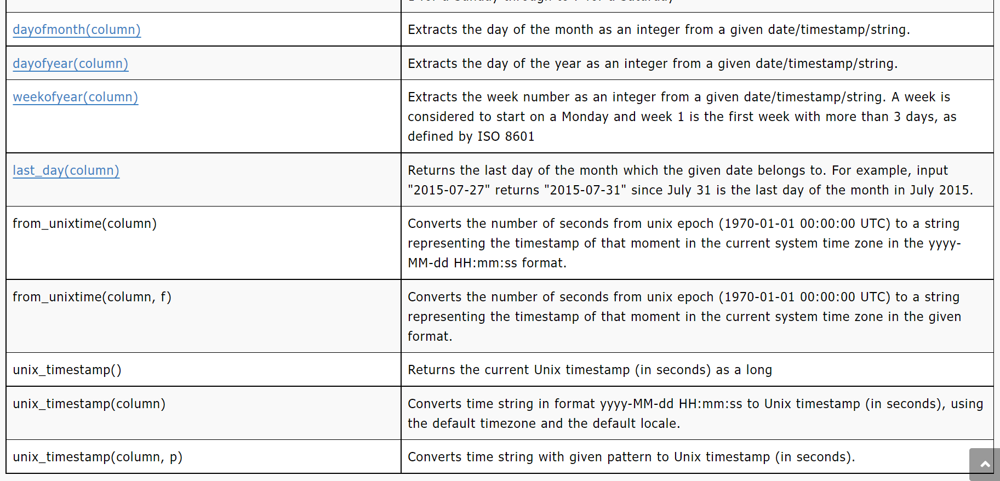 dayofmonth(column)
Extracts the day of the month as an integer from a given date/timestamp/string.
dayofyear(column)
Extracts the day of the year as an integer from a given date/timestamp/string.
weekofyear(column)
Extracts the week number as an integer from a given date/timestamp/string. A week is
considered to start on a Monday and week 1 is the first week with more than 3 days, as
defined by ISO 8601
last_day(column)
Returns the last day of the month which the given date belongs to. For example, input
"2015-07-27" returns "2015-07-31" since July 31 is the last day of the month in July 2015.
from_unixtime(column)
Converts the number of seconds from unix epoch (1970-01-01 00:00:00 UTC) to a string
representing the timestamp of that moment in the current system time zone in the yyyy-
MM-dd HH:mm:ss format.
from_unixtime(column, f)
Converts the number of seconds from unix epoch (1970-01-01 00:00:00 UTC) to a string
representing the timestamp of that moment in the current system time zone in the given
format.
unix_timestamp()
Returns the current Unix timestamp (in seconds) as a long
unix_timestamp(column)
Converts time string in format yyyy-MM-dd HH:mm:ss to Unix timestamp (in seconds), using
the default timezone and the default locale.
unix_timestamp(column, p)
Converts time string with given pattern to Unix timestamp (in seconds).